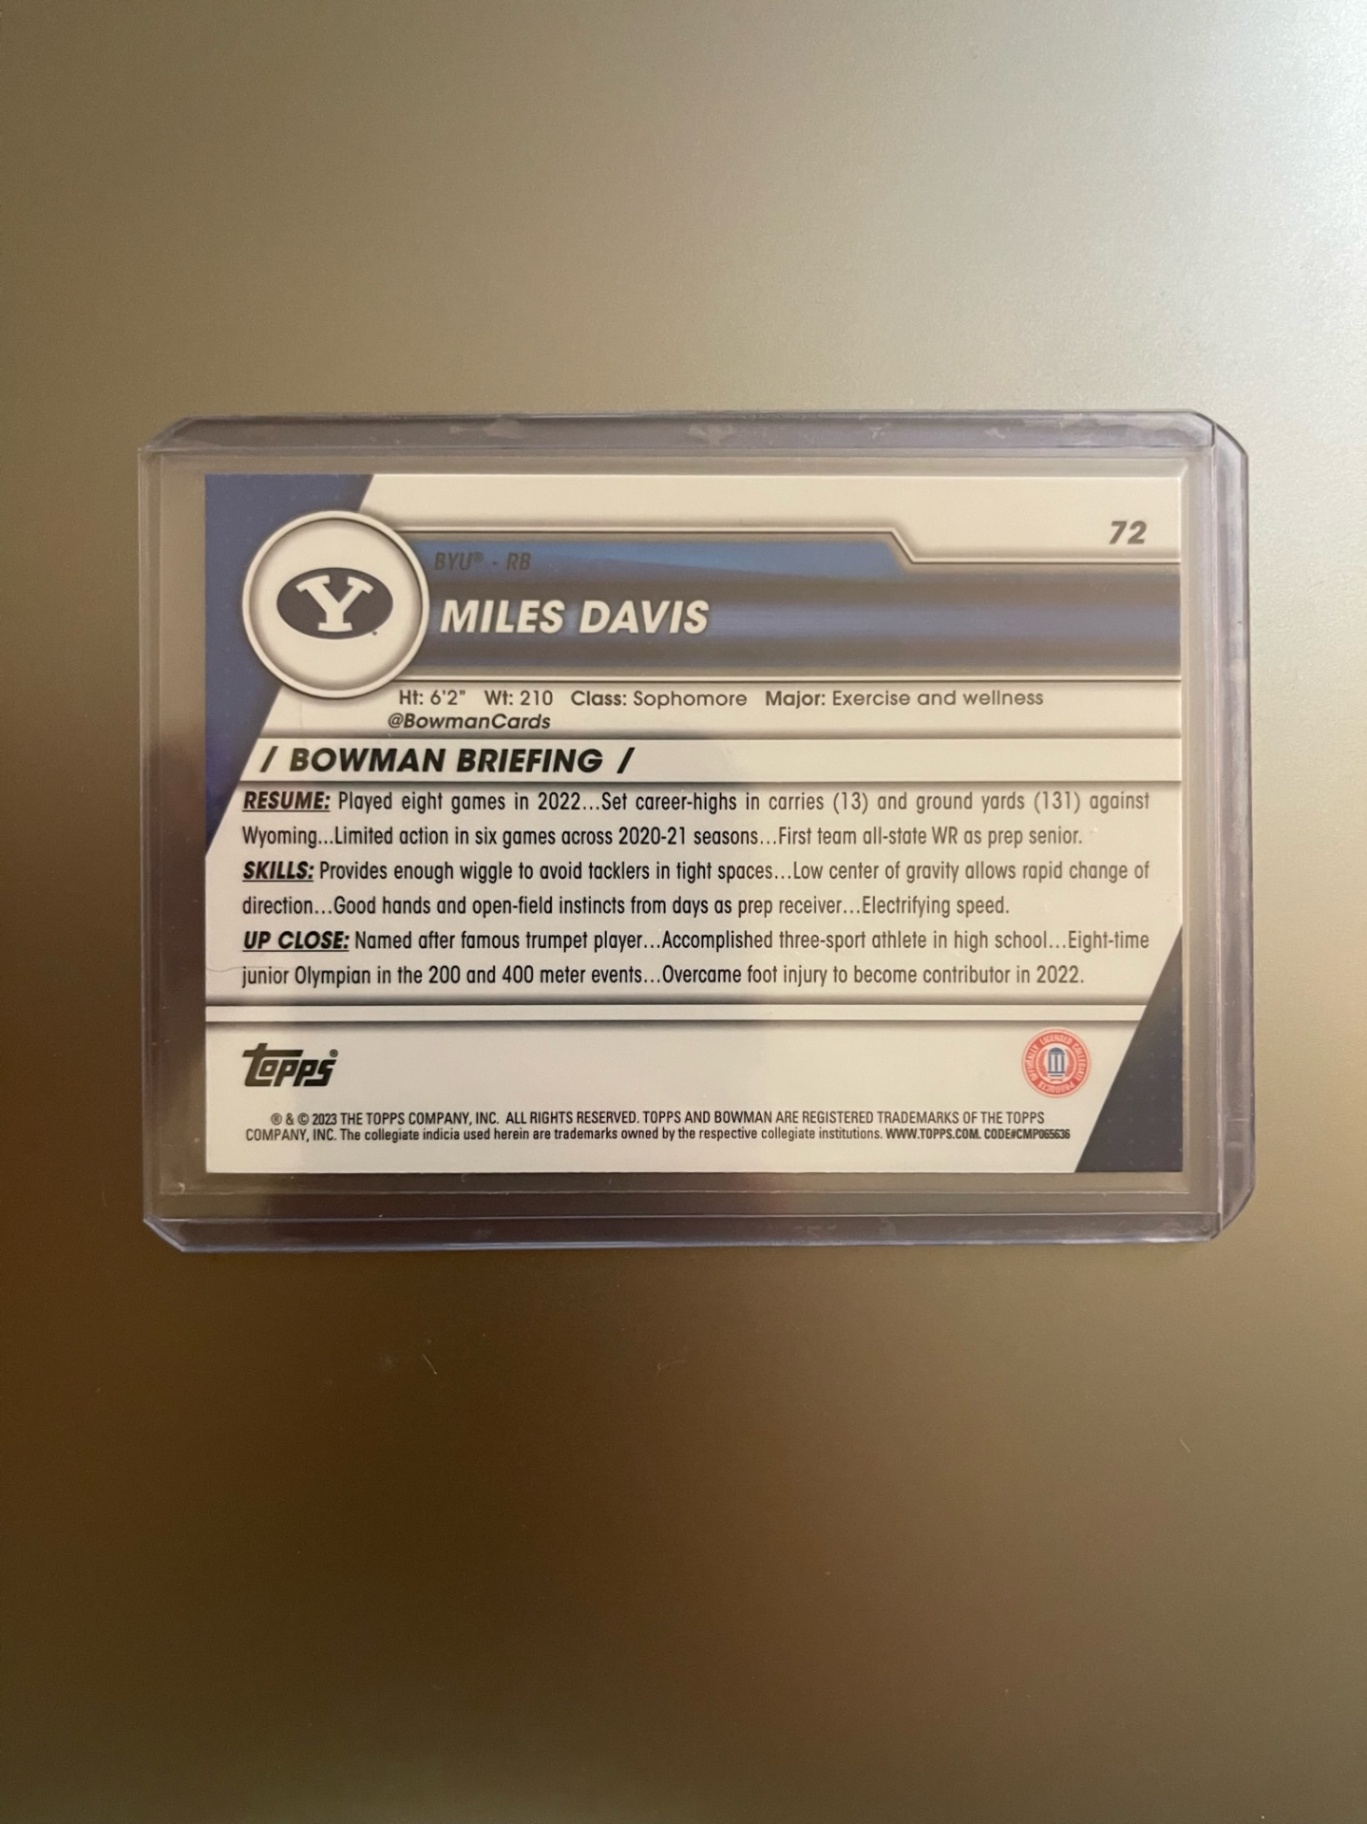 72
BYU® - RB
Y
MILES DAVIS
Ht: 6'2" Wt: 210 Class: Sophomore Major: Exercise and wellness
@BowmanCards
/ BOWMAN BRIEFING /
RESUME: Played eight games in 2022...Set career-highs in carries (13) and ground yards (131) against
Wyoming...Limited action in six games across 2020-21 seasons...First team all-state WR as prep senior.
SKILLS: Provides enough wiggle to avoid tacklers in tight spaces...Low center of gravity allows rapid change of
direction...Good hands and open-field instincts from days as prep receiver...Electrifying speed.
UP CLOSE: Named after famous trumpet player...Accomplished three-sport athlete in high school...Eight-time
junior Olympian in the 200 and 400 meter events...Overcame foot injury to become contributor in 2022.
Topps®
OFFICIALLY LICENSED COLLEGIATE PRODUCTS
® & © 2023 THE TOPPS COMPANY, INC. ALL RIGHTS RESERVED. TOPPS AND BOWMAN ARE REGISTERED TRADEMARKS OF THE TOPPS
COMPANY, INC. The collegiate indicia used herein are trademarks owned by the respective collegiate institutions. WWW.TOPPS.COM. CODE#CMP065636